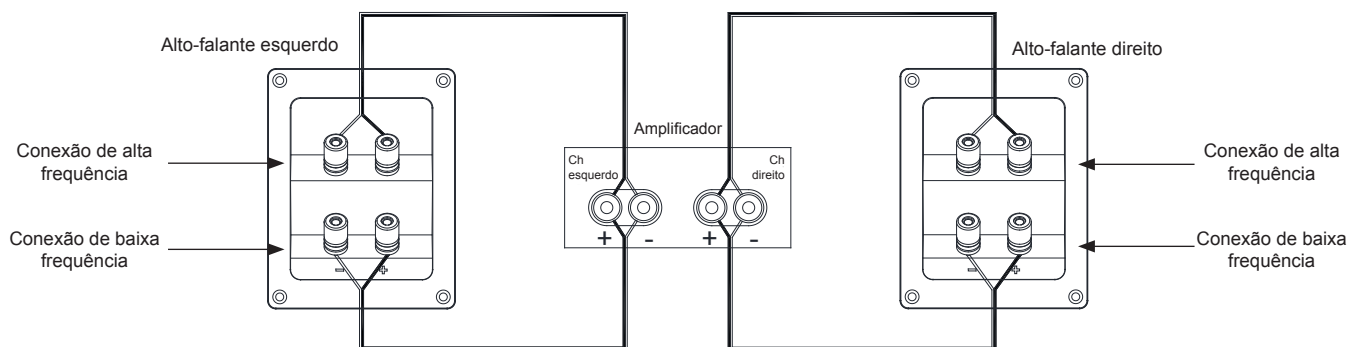 Alto-falante esquerdo
Alto-falante direito
Amplificador
Conexão de alta
frequência
Ch
esquerdo
Ch
direito
Conexão de alta
frequência
Conexão de baixa
frequência
+ -
+ -
Conexão de baixa
frequência
- +
- +